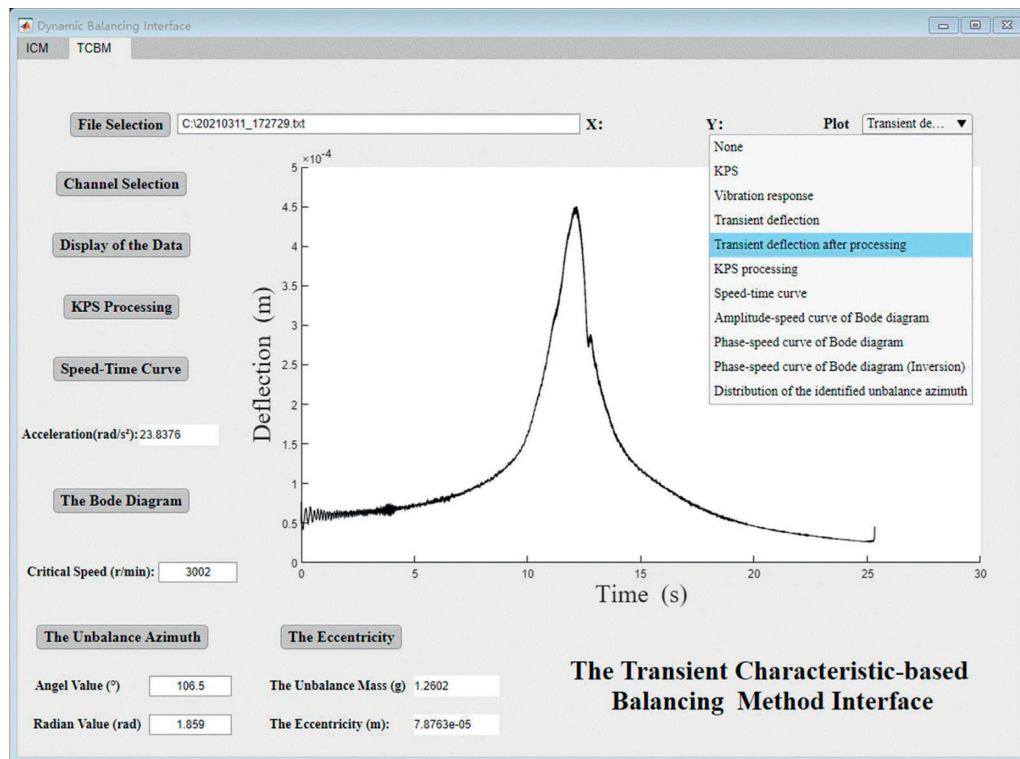 Dynamic Balancing Interface
ICM TCBM
File Selection C:\20210311_172729.txt X: Y: Plot Transient de... ▼
None
KPS
Vibration response
Transient deflection
Transient deflection after processing
KPS processing
Speed-time curve
Amplitude-speed curve of Bode diagram
Phase-speed curve of Bode diagram
Phase-speed curve of Bode diagram (Inversion)
Distribution of the identified unbalance azimuth
Channel Selection
Display of the Data
KPS Processing
Speed-Time Curve
Acceleration(rad/s²): 23.8376
The Bode Diagram
Critical Speed (r/min): 3002
×10⁻⁴
5
4.5
4
3.5
3
2.5
2
1.5
1
0.5
0
Deflection (m)
0 5 10 15 20 25 30
Time (s)
The Unbalance Azimuth The Eccentricity
Angel Value (°) 106.5 The Unbalance Mass (g) 1.2602
Radian Value (rad) 1.859 The Eccentricity (m): 7.8763e-05
The Transient Characteristic-based
Balancing Method Interface